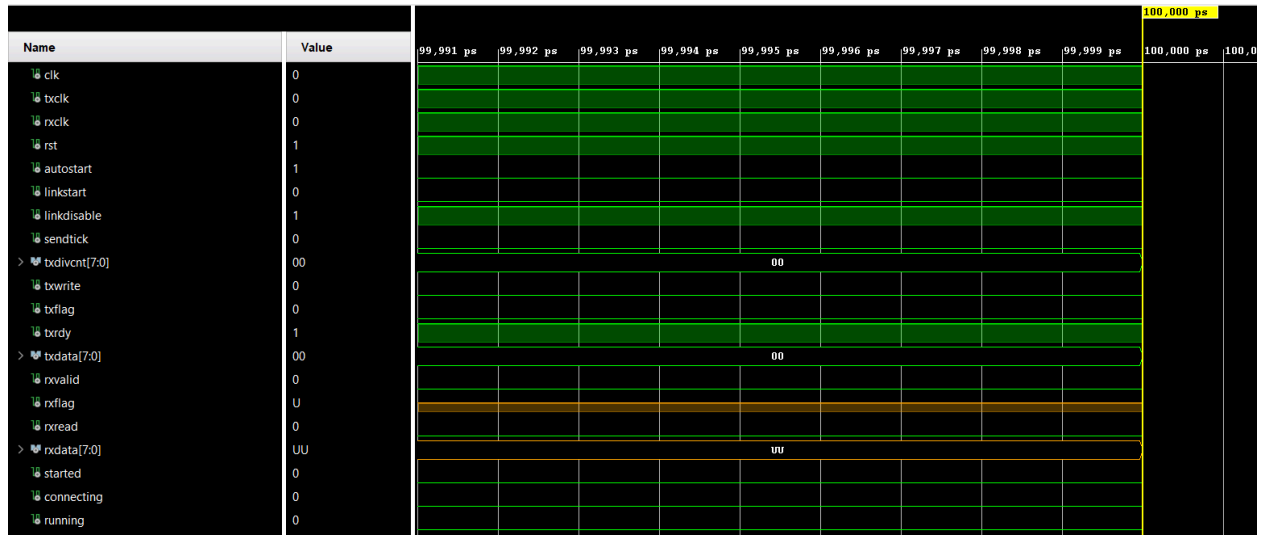 100,000 ps
Name Value 99,991 ps 99,992 ps 99,993 ps 99,994 ps 99,995 ps 99,996 ps 99,997 ps 99,998 ps 99,999 ps 100,000 ps 100,0
clk 0
txclk 0
rxclk 0
rst 1
autostart 1
linkstart 0
linkdisable 1
sendtick 0
txdivcnt[7:0] 00 00
txwrite 0
txflag 0
txrdy 1
txdata[7:0] 00 00
rxvalid 0
rxflag U
rxread 0
rxdata[7:0] UU UU
started 0
connecting 0
running 0